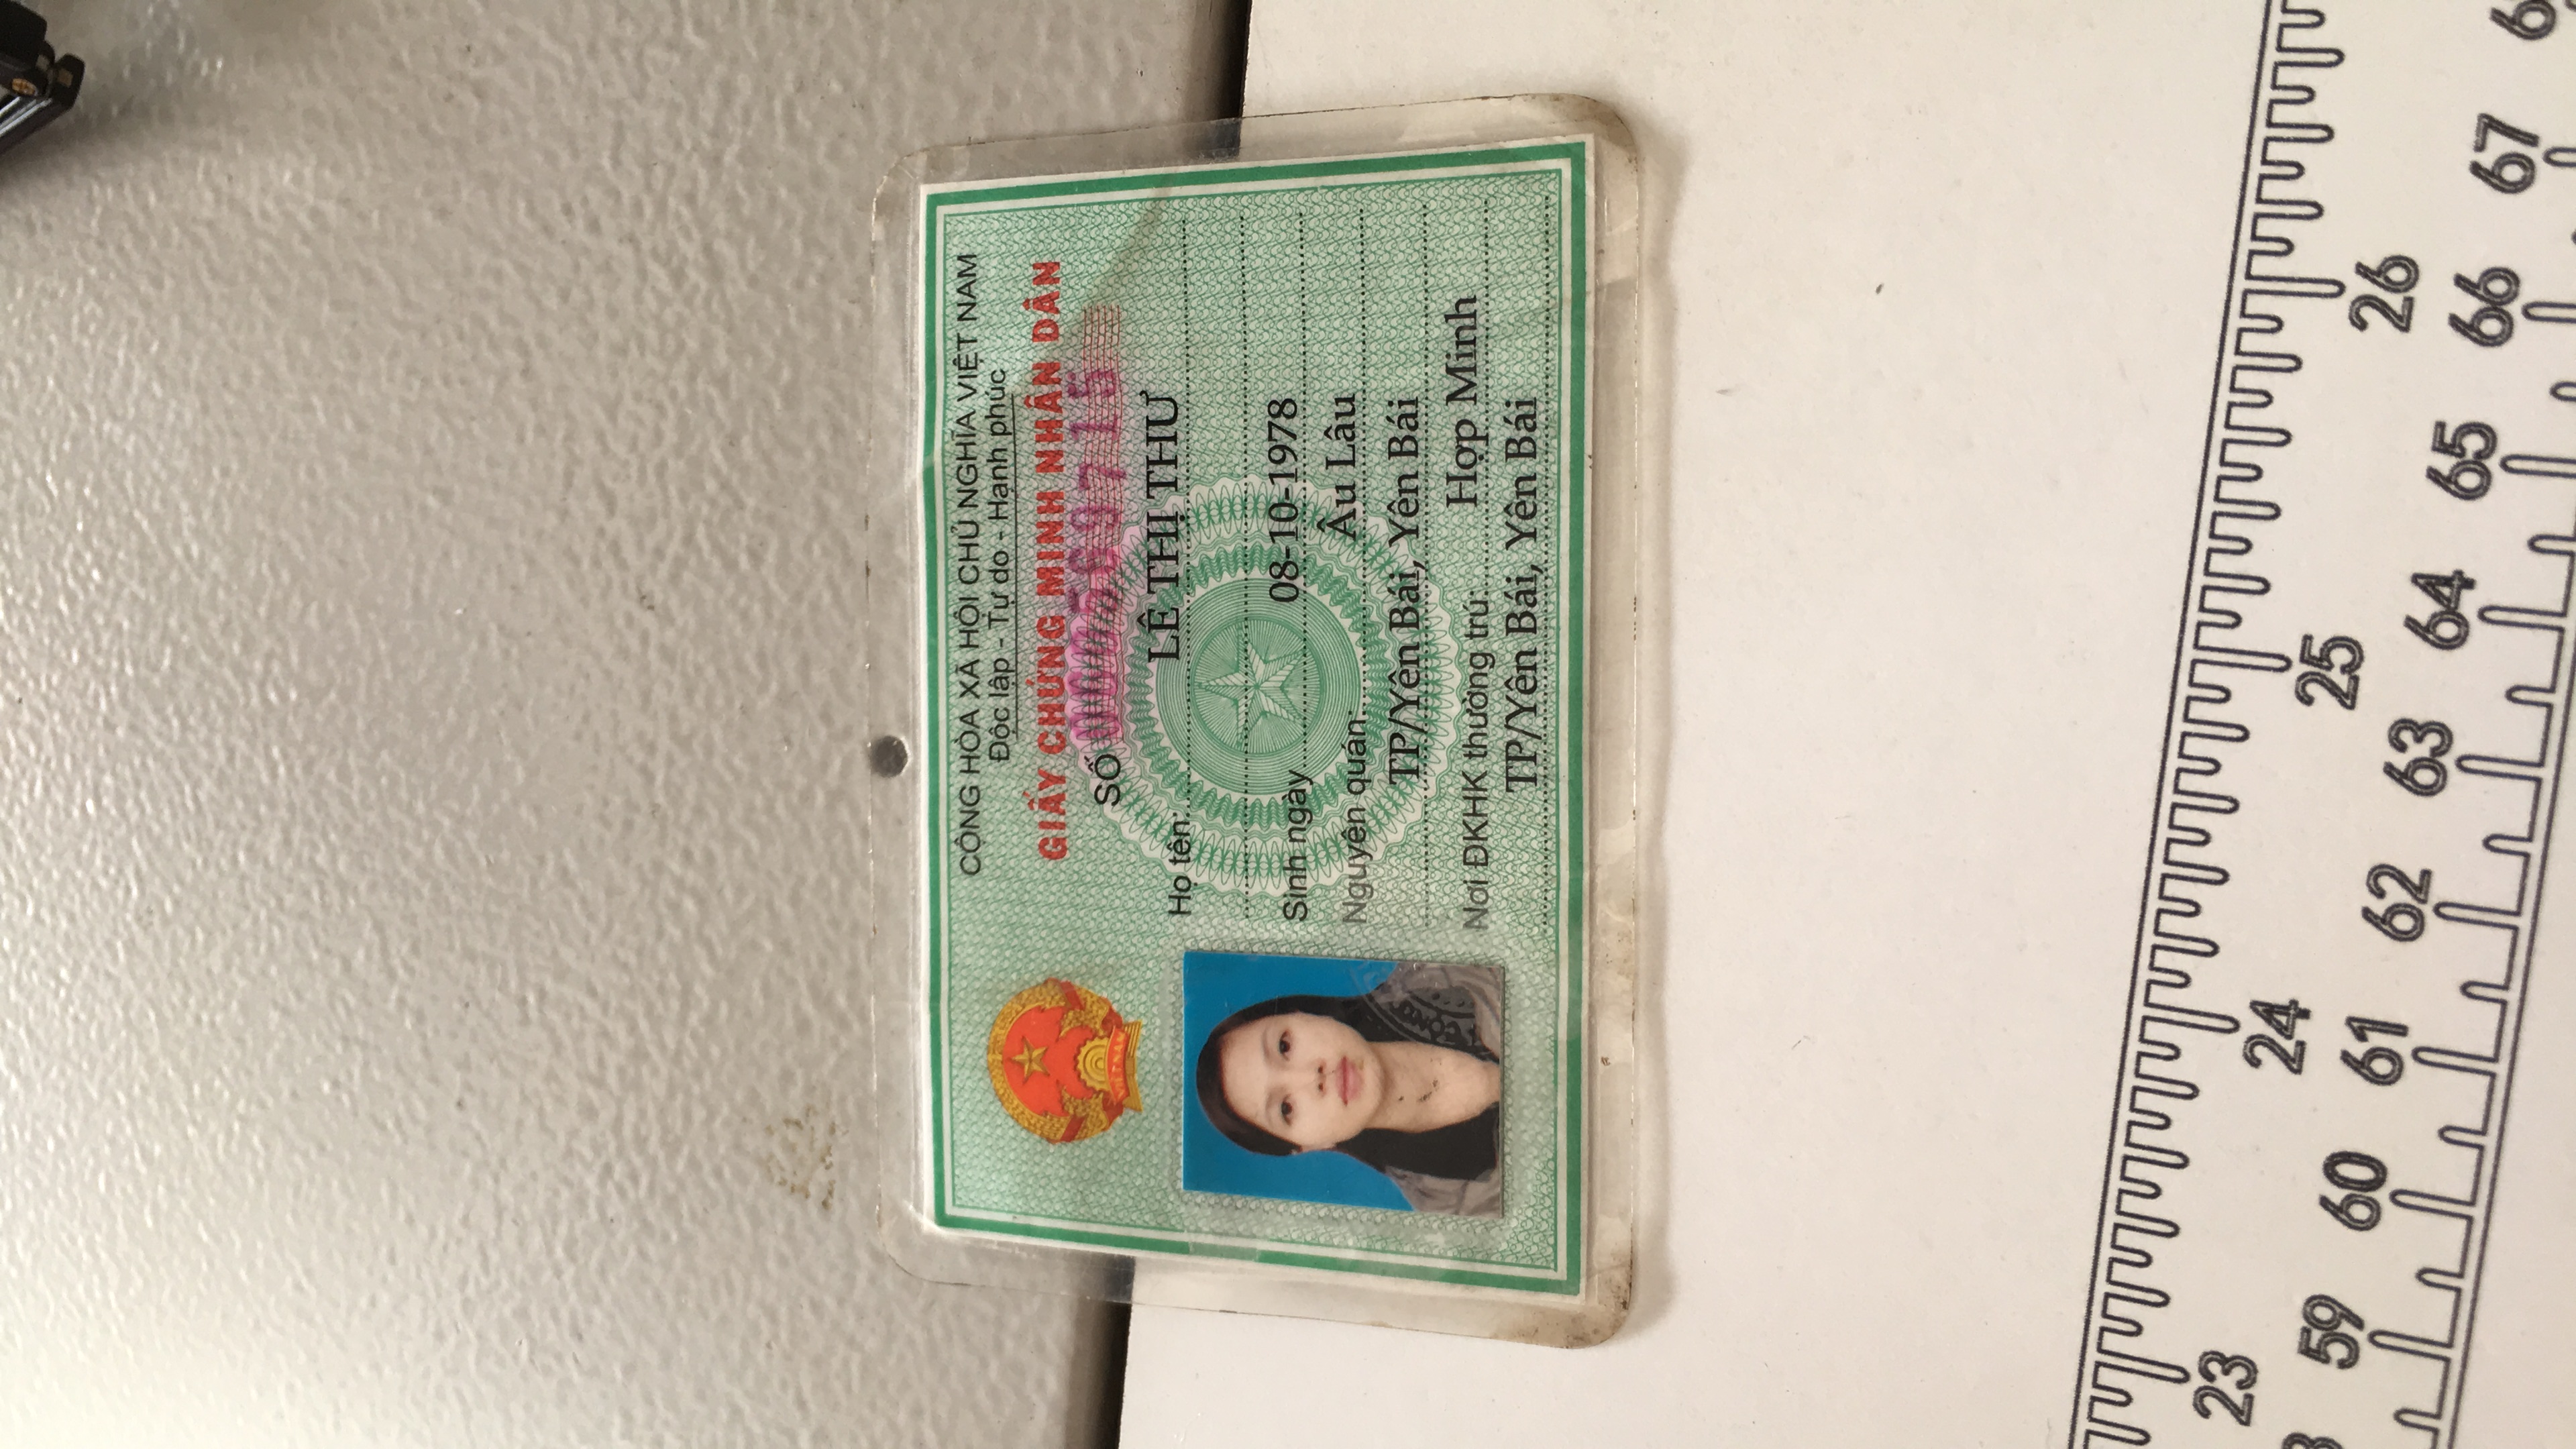 CỘNG HÒA XÃ HỘI CHỦ NGHĨA VIỆT NAM
Độc lập - Tự do - Hạnh phúc
GIẤY CHỨNG MINH NHÂN DÂN
SỐ
VIỆT NAM
Họ tên: LÊ THỊ THƯ
Sinh ngày 08-10-1978
Nguyên quán: Âu Lâu
TP/Yên Bái, Yên Bái
Nơi ĐKHK thường trú: Hợp Minh
TP/Yên Bái, Yên Bái
23 24 25 26
59 60 61 62 63 64 65 66 67